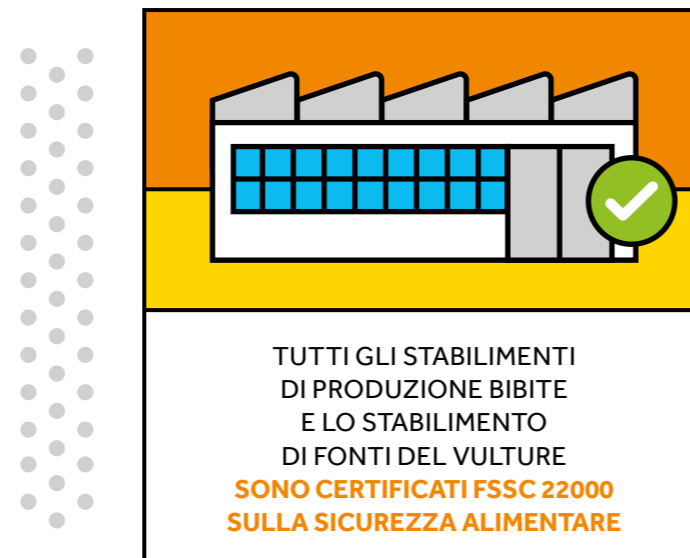 TUTTI GLI STABILIMENTI
DI PRODUZIONE BIBITE
E LO STABILIMENTO
DI FONTI DEL VULTURE
SONO CERTIFICATI FSSC 22000
SULLA SICUREZZA ALIMENTARE